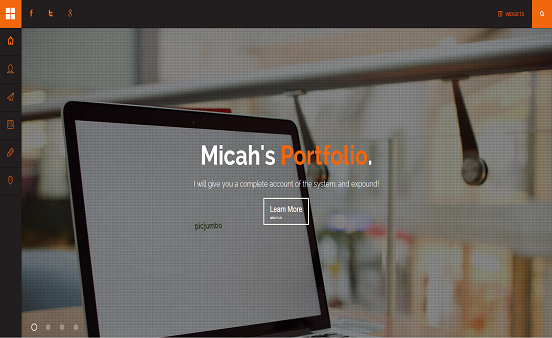 WIDGETS
Micah's Portfolio.
I will give you a complete account of the system, and expound!
Learn More
picjumbo